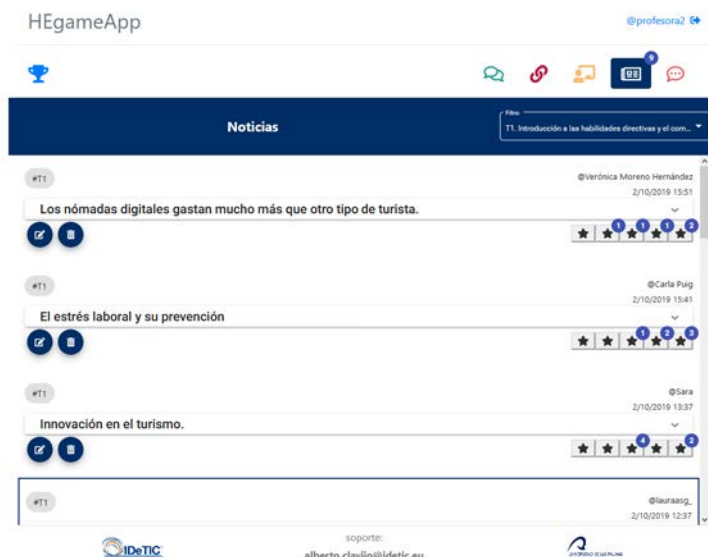 HEgameApp
@profesora2
9
Noticias
Filtro
T1. Introducción a las habilidades directivas y el com...
#T1
@Verónica Moreno Hernández
2/10/2019 15:51
Los nómadas digitales gastan mucho más que otro tipo de turista.
1 1 1 2
#T1
@Carla Puig
2/10/2019 15:41
El estrés laboral y su prevención
1 2 3
#T1
@Sara
2/10/2019 13:37
Innovación en el turismo.
4 2
#T1
@lauraasg_
2/10/2019 12:37
IDeTIC
soporte:
alberto.clavijo@idetic.eu